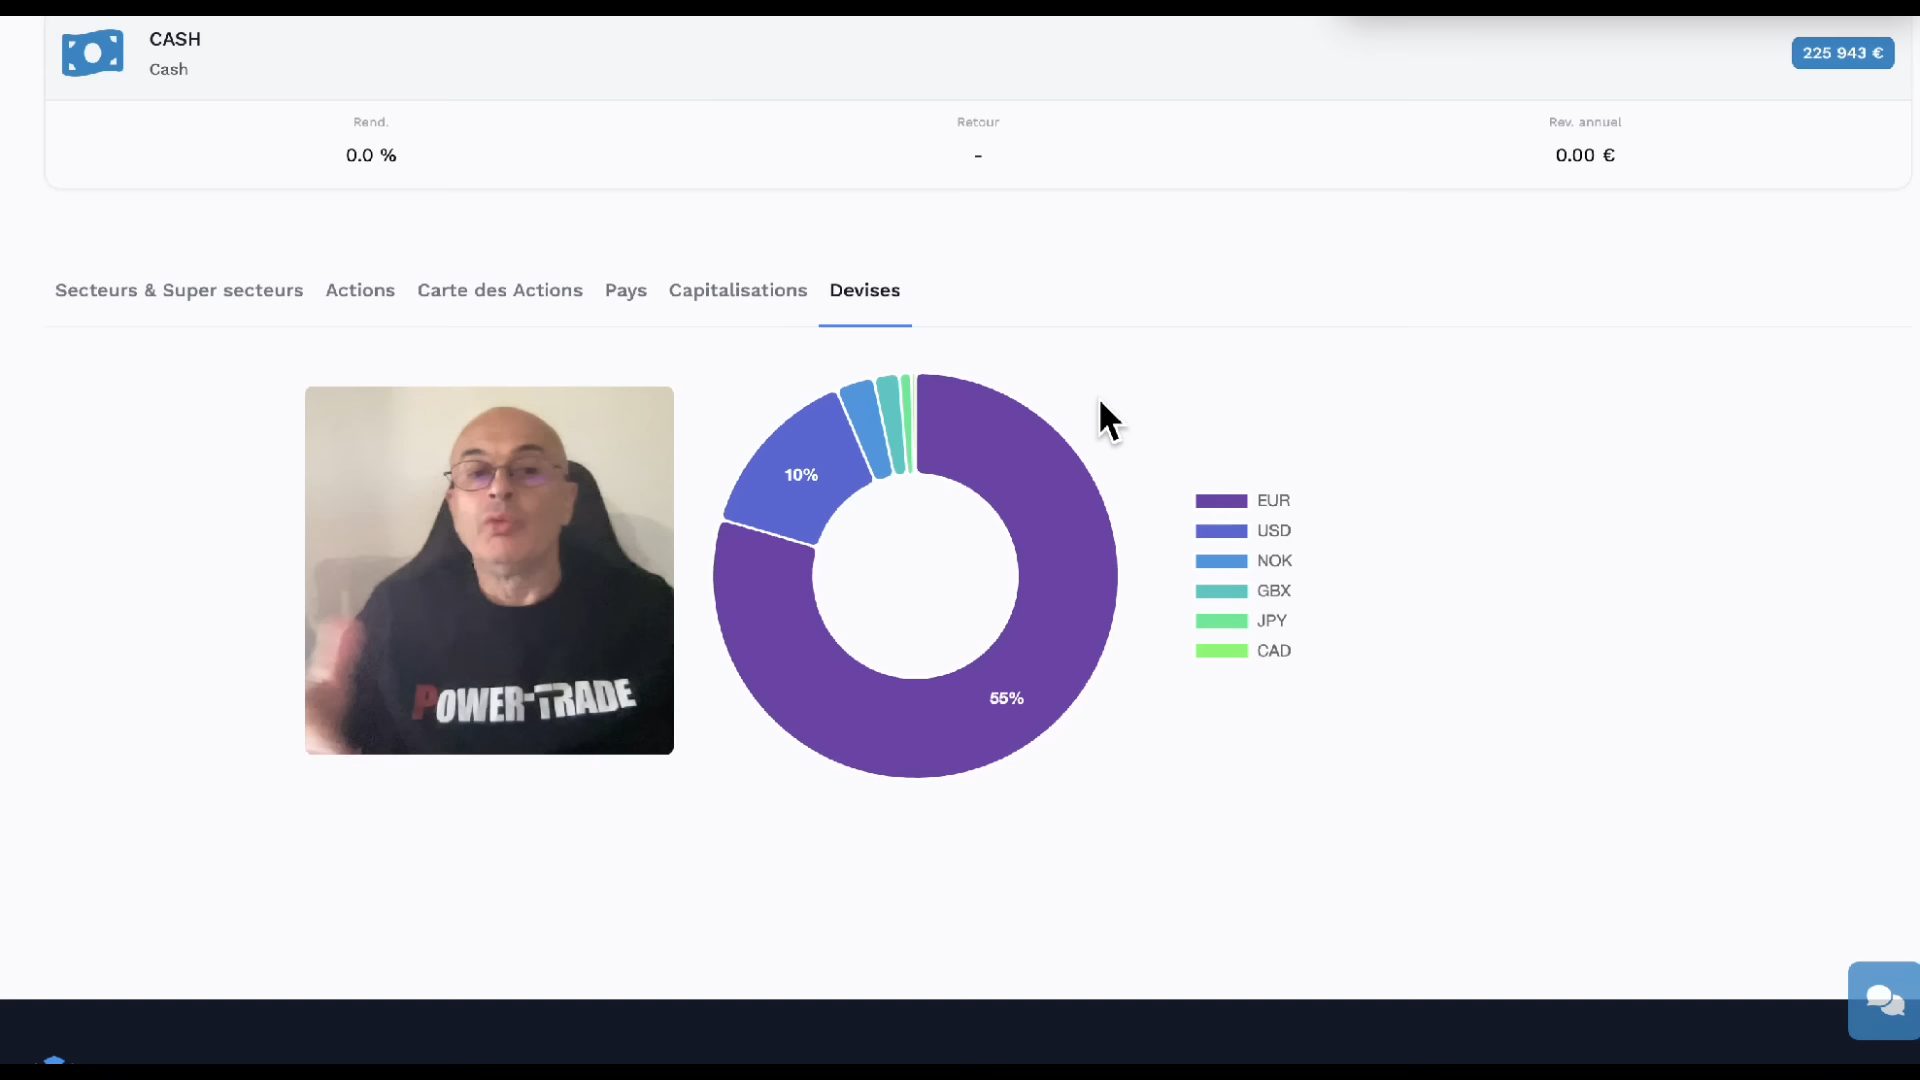 CASH
Cash
225 943 €
Rend.
Retour
Rev. annuel
0.0 %
-
0.00 €
Secteurs & Super secteurs
Actions
Carte des Actions
Pays
Capitalisations
Devises
10%
55%
EUR
USD
NOK
GBX
JPY
CAD
POWER-TRADE